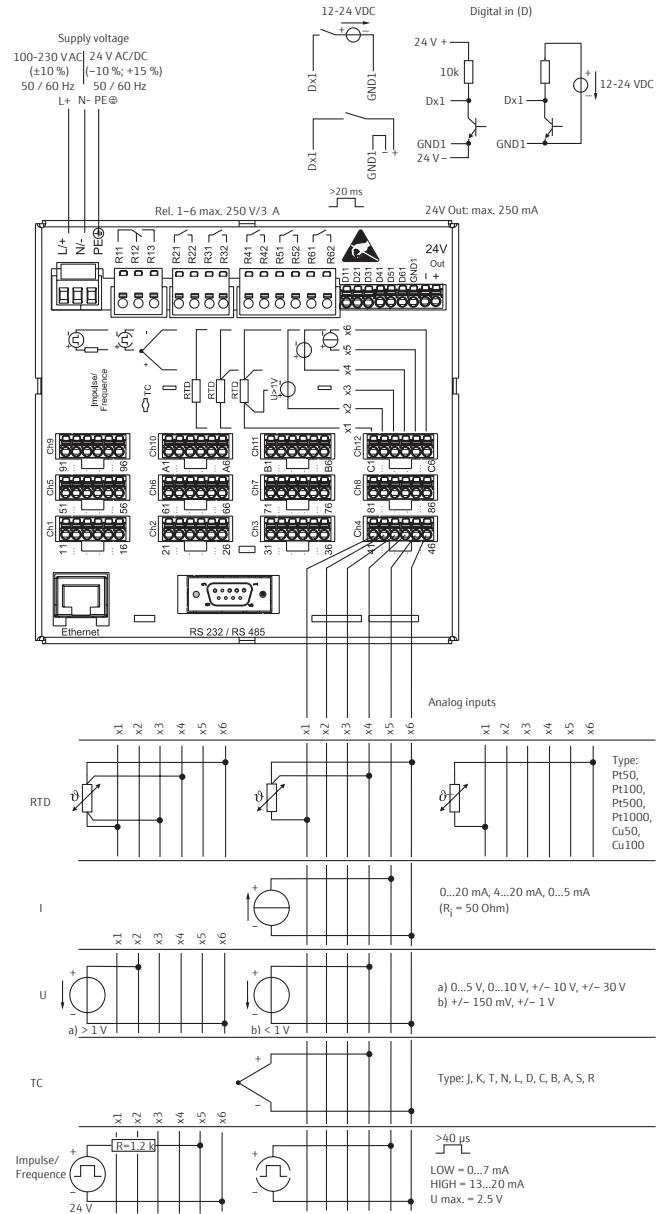 12-24 VDC
Digital in (D)
Supply voltage
100-230 V AC
(±10 %)
50 / 60 Hz
24 V AC/DC
(−10 %; +15 %)
50 / 60 Hz
L+ N- PE
Dx1
GND1
24 V +
10k
Dx1
GND1
24 V −
Dx1
GND1
12-24 VDC
Dx1
GND1
− +
>20 ms
Rel. 1–6 max. 250 V/3 A
24V Out: max. 250 mA
L/+
N/-
PE
R11
R12
R13
R21
R22
R31
R32
R41
R42
R51
R52
R61
R62
D11
D21
D31
D41
D51
D61
GND1
24V
Out
− +
Impulse/
Frequence
TC
RTD
RTD
RTD
U>1V
x6
x5
x4
x3
x2
x1
Ch9
91 ... ... 96
Ch10
A1 ... ... A6
Ch11
B1 ... ... B6
Ch12
C1 ... ... C6
Ch5
51 ... ... 56
Ch6
61 ... ... 66
Ch7
71 ... ... 76
Ch8
81 ... ... 86
Ch1
11 ... ... 16
Ch2
21 ... ... 26
Ch3
31 ... ... 36
Ch4
41 ... ... 46
Ethernet
RS 232 / RS 485
Analog inputs
x1 x2 x3 x4 x5 x6
x1 x2 x3 x4 x5 x6
x1 x2 x3 x4 x5 x6
RTD
ϑ
ϑ
ϑ
Type:
Pt50,
Pt100,
Pt500,
Pt1000,
Cu50,
Cu100
I
+
−
0...20 mA, 4...20 mA, 0...5 mA
(Ri = 50 Ohm)
x1 x2 x3 x4 x5 x6
U
+
−
a) > 1 V
+
−
b) < 1 V
a) 0...5 V, 0...10 V, +/− 10 V, +/− 30 V
b) +/− 150 mV, +/− 1 V
TC
+
−
Type: J, K, T, N, L, D, C, B, A, S, R
x1 x2 x3 x4 x5 x6
Impulse/
Frequence
+
−
R=1.2 k
24 V
+
−
>40 µs
LOW = 0...7 mA
HIGH = 13...20 mA
U max. = 2.5 V